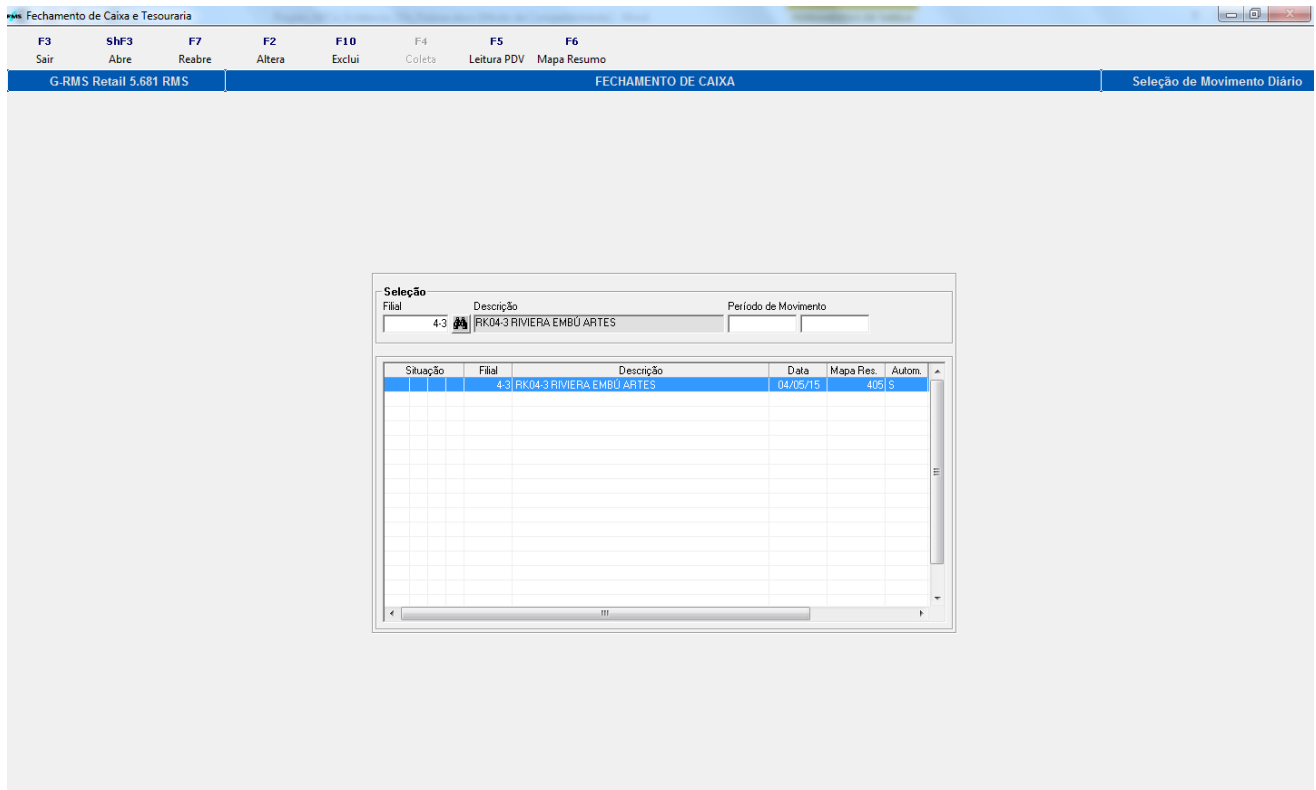 RMS Fechamento de Caixa e Tesouraria
F3 ShF3 F7 F2 F10 F4 F5 F6
Sair Abre Reabre Altera Exclui Coleta Leitura PDV Mapa Resumo
G-RMS Retail 5.681 RMS FECHAMENTO DE CAIXA Seleção de Movimento Diário
Seleção
Filial Descrição Período de Movimento
4-3 RK04-3 RIVIERA EMBÚ ARTES
Situação Filial Descrição Data Mapa Res. Autom.
4-3 RK04-3 RIVIERA EMBÚ ARTES 04/05/15 405 S